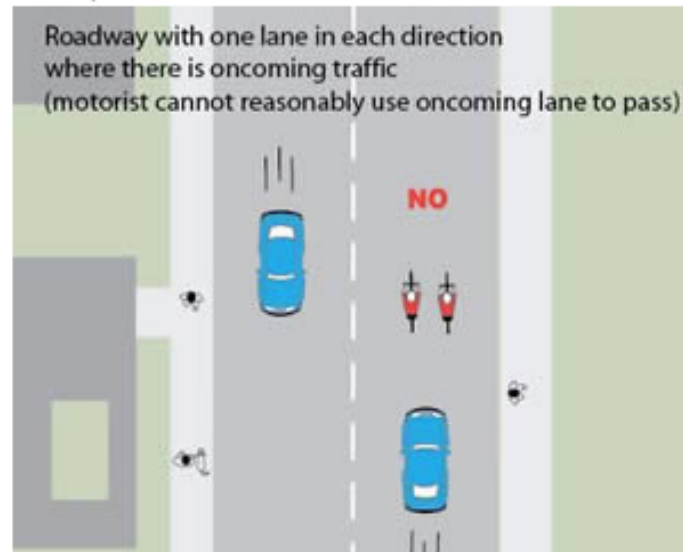 Roadway with one lane in each direction
where there is oncoming traffic
(motorist cannot reasonably use oncoming lane to pass)
NO